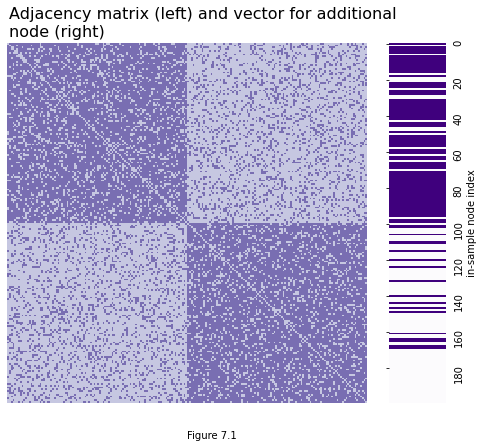 Adjacency matrix (left) and vector for additional
node (right)
0
20
40
60
80
100
120
140
160
180
in-sample node index
Figure 7.1